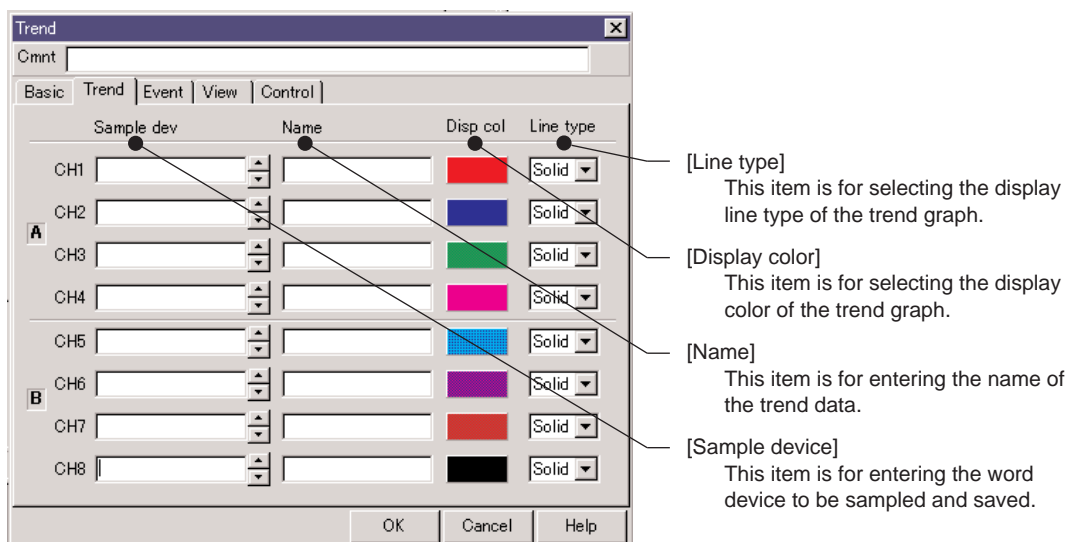 Trend
Cmnt
Basic Trend Event View Control
Sample dev Name Disp col Line type
CH1 Solid
CH2 Solid
A
CH3 Solid
CH4 Solid
CH5 Solid
CH6 Solid
B
CH7 Solid
CH8 Solid
OK Cancel Help
[Line type]
This item is for selecting the display
line type of the trend graph.
[Display color]
This item is for selecting the display
color of the trend graph.
[Name]
This item is for entering the name of
the trend data.
[Sample device]
This item is for entering the word
device to be sampled and saved.